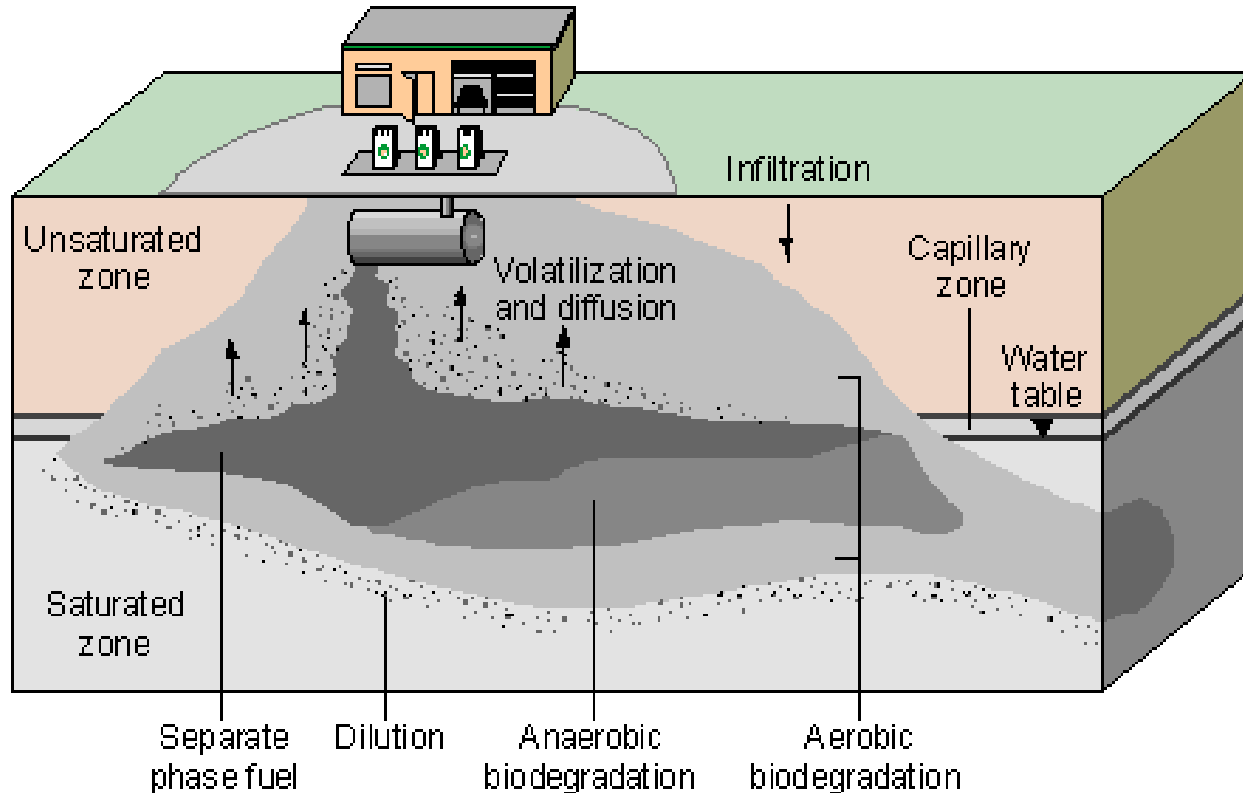 Infiltration
Unsaturated
zone
Capillary
zone
Volatilization
and diffusion
Water
table
Saturated
zone
Separate
phase fuel
Dilution
Anaerobic
biodegradation
Aerobic
biodegradation